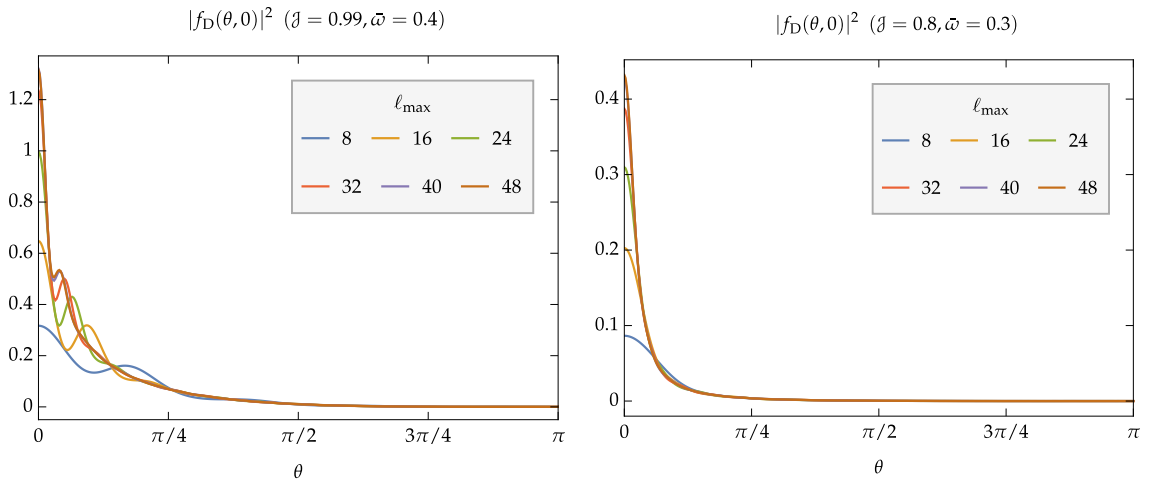 |f_D(θ,0)|² (𝒥 = 0.99, ω̄ = 0.4)
ℓ_max
8 16 24
32 40 48
1.2
1
0.8
0.6
0.4
0.2
0
0 π/4 π/2 3π/4 π
θ
|f_D(θ,0)|² (𝒥 = 0.8, ω̄ = 0.3)
ℓ_max
8 16 24
32 40 48
0.4
0.3
0.2
0.1
0
0 π/4 π/2 3π/4 π
θ